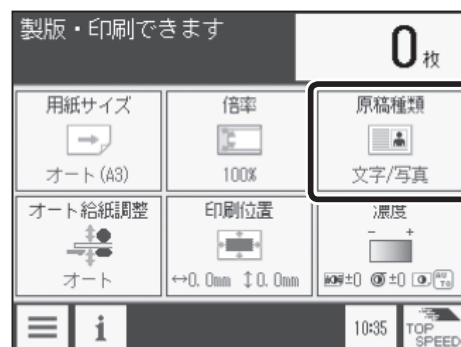 製版・印刷できます
0枚
用紙サイズ
オート(A3)
倍率
100%
原稿種類
文字/写真
オート給紙調整
オート
印刷位置
↔0.0mm ↕0.0mm
濃度
- +
±0 ±0 AUTO
i
10:35
TOP
SPEED